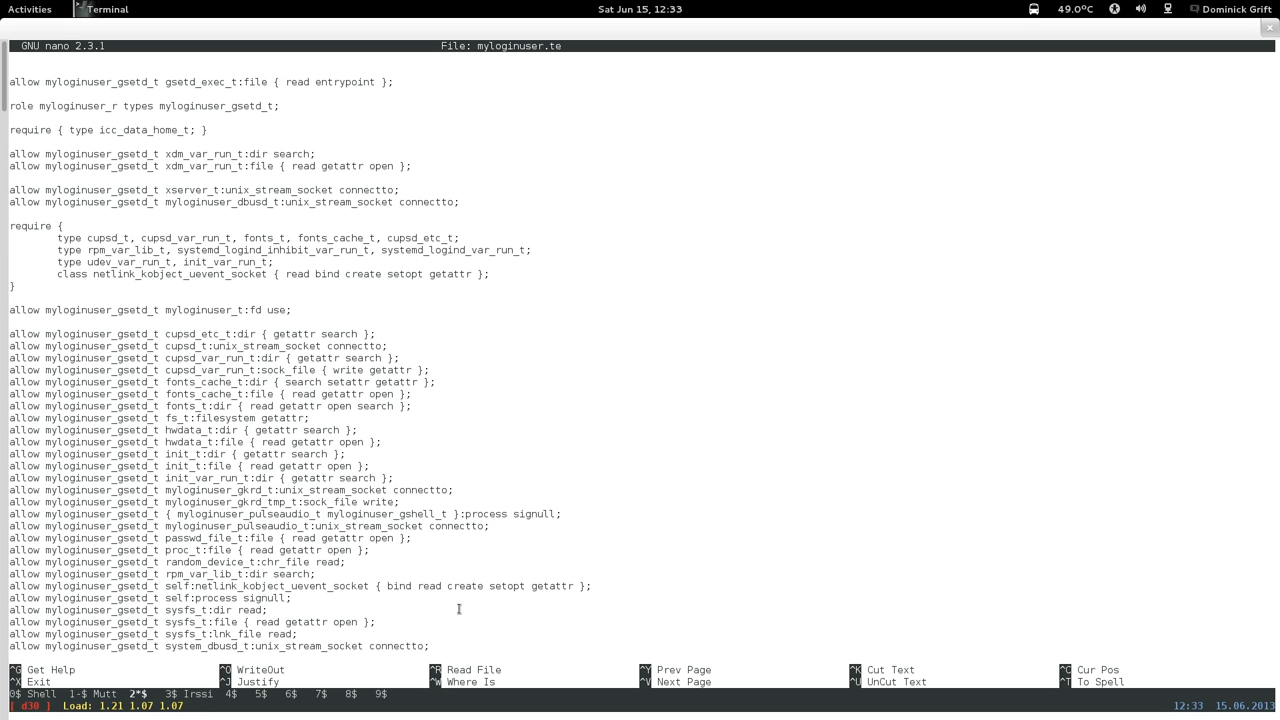 Activities Terminal Sat Jun 15, 12:33 49.0°C Dominick Grift
GNU nano 2.3.1 File: myloginuser.te
allow myloginuser_gsetd_t gsetd_exec_t:file { read entrypoint };
role myloginuser_r types myloginuser_gsetd_t;
require { type icc_data_home_t; }
allow myloginuser_gsetd_t xdm_var_run_t:dir search;
allow myloginuser_gsetd_t xdm_var_run_t:file { read getattr open };
allow myloginuser_gsetd_t xserver_t:unix_stream_socket connectto;
allow myloginuser_gsetd_t myloginuser_dbusd_t:unix_stream_socket connectto;
require {
type cupsd_t, cupsd_var_run_t, fonts_t, fonts_cache_t, cupsd_etc_t;
type rpm_var_lib_t, systemd_logind_inhibit_var_run_t, systemd_logind_var_run_t;
type udev_var_run_t, init_var_run_t;
class netlink_kobject_uevent_socket { read bind create setopt getattr };
}
allow myloginuser_gsetd_t myloginuser_t:fd use;
allow myloginuser_gsetd_t cupsd_etc_t:dir { getattr search };
allow myloginuser_gsetd_t cupsd_t:unix_stream_socket connectto;
allow myloginuser_gsetd_t cupsd_var_run_t:dir { getattr search };
allow myloginuser_gsetd_t cupsd_var_run_t:sock_file { write getattr };
allow myloginuser_gsetd_t fonts_cache_t:dir { search setattr getattr };
allow myloginuser_gsetd_t fonts_cache_t:file { read getattr open };
allow myloginuser_gsetd_t fonts_t:dir { read getattr open search };
allow myloginuser_gsetd_t fs_t:filesystem getattr;
allow myloginuser_gsetd_t hwdata_t:dir { getattr search };
allow myloginuser_gsetd_t hwdata_t:file { read getattr open };
allow myloginuser_gsetd_t init_t:dir { getattr search };
allow myloginuser_gsetd_t init_t:file { read getattr open };
allow myloginuser_gsetd_t init_var_run_t:dir { getattr search };
allow myloginuser_gsetd_t myloginuser_gkrd_t:unix_stream_socket connectto;
allow myloginuser_gsetd_t myloginuser_gkrd_tmp_t:sock_file write;
allow myloginuser_gsetd_t { myloginuser_pulseaudio_t myloginuser_gshell_t }:process signull;
allow myloginuser_gsetd_t myloginuser_pulseaudio_t:unix_stream_socket connectto;
allow myloginuser_gsetd_t passwd_file_t:file { read getattr open };
allow myloginuser_gsetd_t proc_t:file { read getattr open };
allow myloginuser_gsetd_t random_device_t:chr_file read;
allow myloginuser_gsetd_t rpm_var_lib_t:dir search;
allow myloginuser_gsetd_t self:netlink_kobject_uevent_socket { bind read create setopt getattr };
allow myloginuser_gsetd_t self:process signull;
allow myloginuser_gsetd_t sysfs_t:dir read;
allow myloginuser_gsetd_t sysfs_t:file { read getattr open };
allow myloginuser_gsetd_t sysfs_t:lnk_file read;
allow myloginuser_gsetd_t system_dbusd_t:unix_stream_socket connectto;
^G Get Help ^O WriteOut ^R Read File ^Y Prev Page ^K Cut Text ^C Cur Pos
^X Exit ^J Justify ^W Where Is ^V Next Page ^U UnCut Text ^T To Spell
0$ Shell 1-$ Mutt 2*$ 3$ Irssi 4$ 5$ 6$ 7$ 8$ 9$
[ d30 ] Load: 1.21 1.07 1.07 12:33 15.06.2013